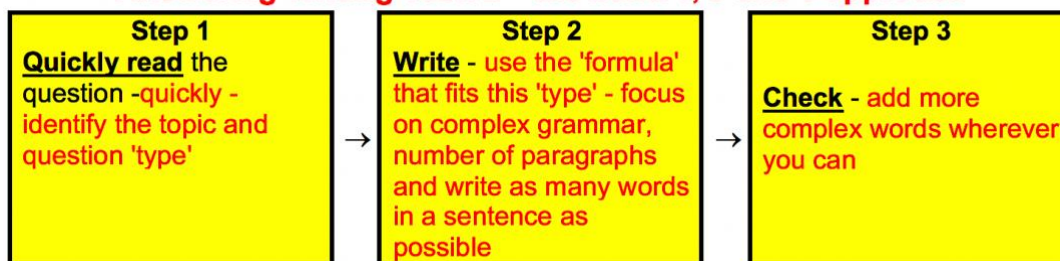 Step 1
Quickly read the
question -quickly -
identify the topic and
question 'type'
→
Step 2
Write - use the 'formula'
that fits this 'type' - focus
on complex grammar,
number of paragraphs
and write as many words
in a sentence as
possible
→
Step 3
Check - add more
complex words wherever
you can